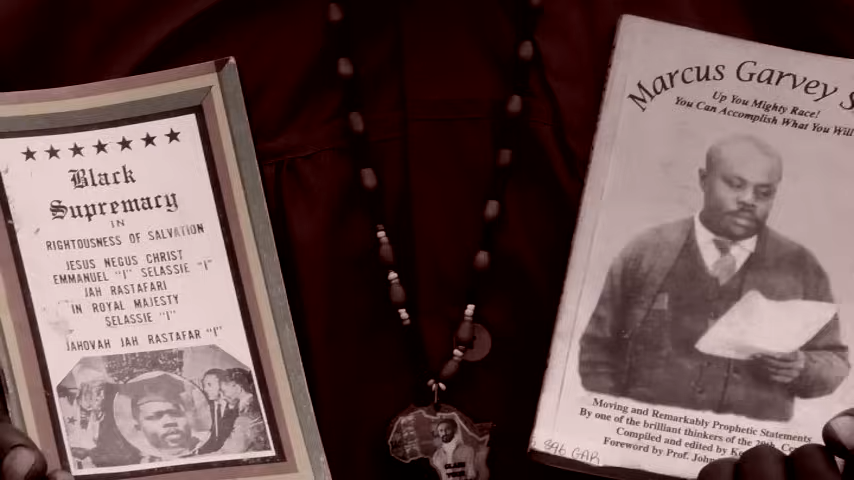 Black
Supremacy
IN
RIGHTOUSNESS OF SALVATION
JESUS NEGUS CHRIST
EMMANUEL "I" SELASSIE "I"
JAH RASTAFARI
IN ROYAL MAJESTY
SELASSIE "I"
JAHOVAH JAH RASTAFAR "I"
Marcus Garvey S
Up You Mighty Race!
You Can Accomplish What You Will
Moving and Remarkably Prophetic Statements
By one of the brilliant thinkers of the 20th Ce
Compiled and edited by
Foreword by Prof. Joh
896 GAR